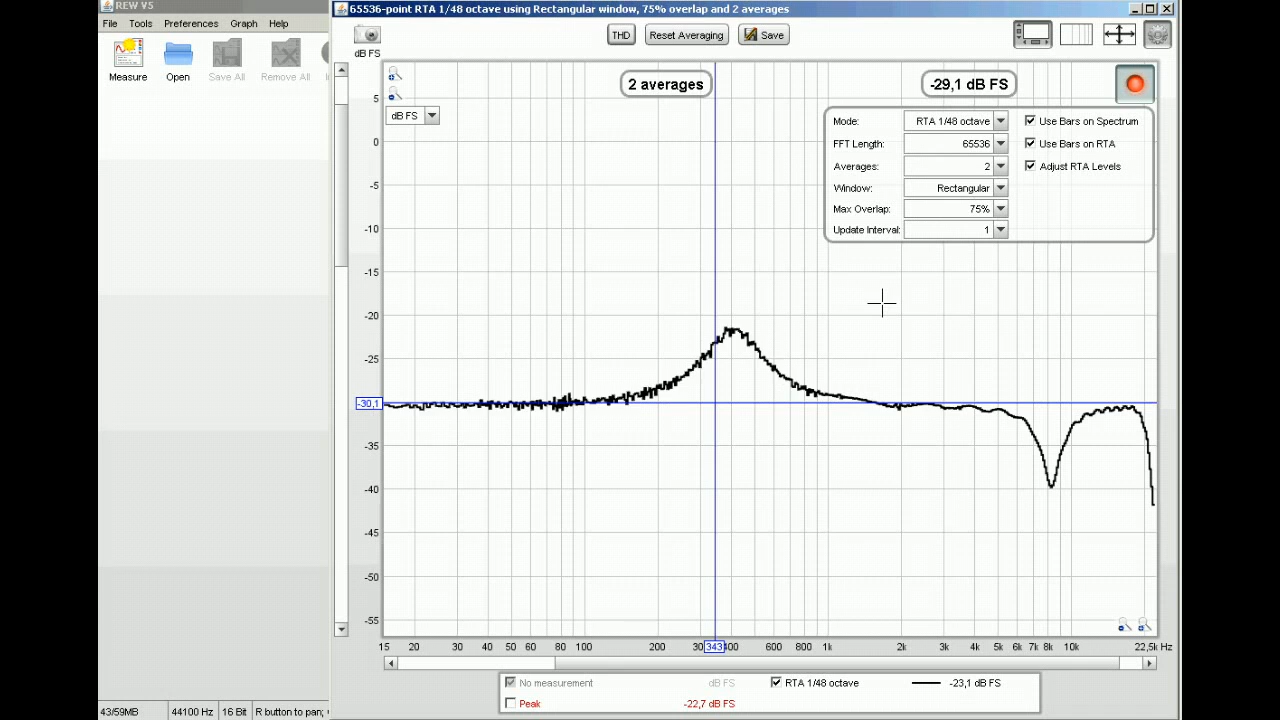 REW V5
65536-point RTA 1/48 octave using Rectangular window, 75% overlap and 2 averages
File Tools Preferences Graph Help
THD Reset Averaging Save
Measure Open Save All Remove All
dB FS
2 averages
-29,1 dB FS
dB FS
Mode: RTA 1/48 octave Use Bars on Spectrum
FFT Length: 65536 Use Bars on RTA
Averages: 2 Adjust RTA Levels
Window: Rectangular
Max Overlap: 75%
Update Interval: 1
5
0
-5
-10
-15
-20
-25
-30,1
-35
-40
-45
-50
-55
15 20 30 40 50 60 80 100 200 343 600 800 1k 2k 3k 4k 5k 6k 7k 8k 10k 22,5k Hz
No measurement dB FS RTA 1/48 octave -23,1 dB FS
Peak -22,7 dB FS
43/59MB 44100 Hz 16 Bit R button to pan;